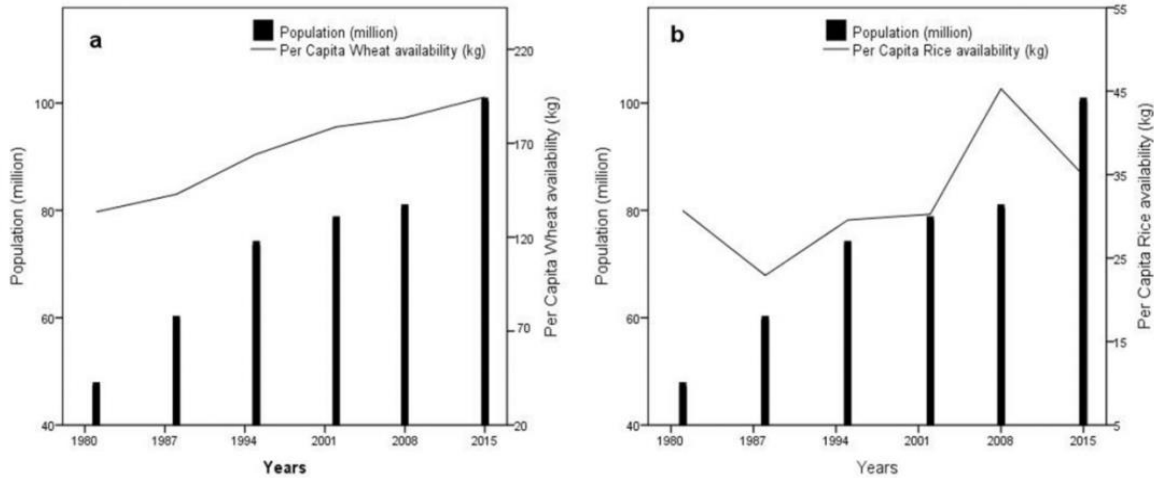 a
Population (million)
Per Capita Wheat availability (kg)
Population (million)
100
80
60
40
220
170
120
70
20
Per Capita Wheat availability (kg)
1980 1987 1994 2001 2008 2015
Years
b
Population (million)
Per Capita Rice availability (kg)
Population (million)
100
80
60
40
55
45
35
25
15
5
Per Capita Rice availability (kg)
1980 1987 1994 2001 2008 2015
Years